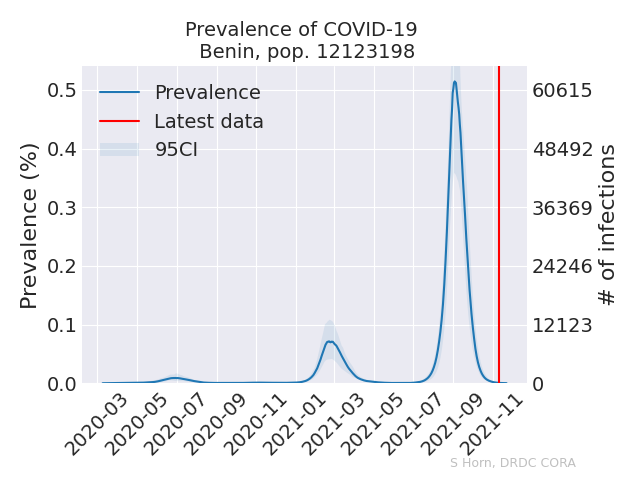 Prevalence of COVID-19
Benin, pop. 12123198
Prevalence
Latest data
95CI
Prevalence (%)
0.5
0.4
0.3
0.2
0.1
0.0
60615
48492
36369
24246
12123
0
# of infections
2020-03
2020-05
2020-07
2020-09
2020-11
2021-01
2021-03
2021-05
2021-07
2021-09
2021-11
S Horn, DRDC CORA